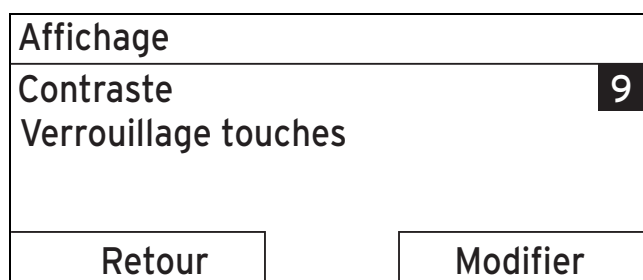 Affichage
Contraste 9
Verrouillage touches
Retour Modifier